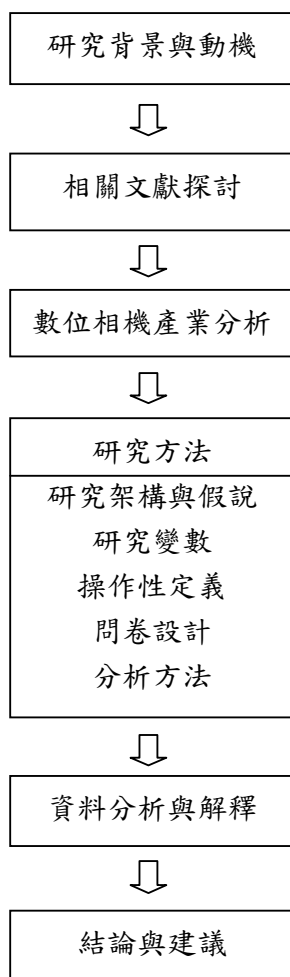 研究背景與動機
相關文獻探討
數位相機產業分析
研究方法
研究架構與假說
研究變數
操作性定義
問卷設計
分析方法
資料分析與解釋
結論與建議